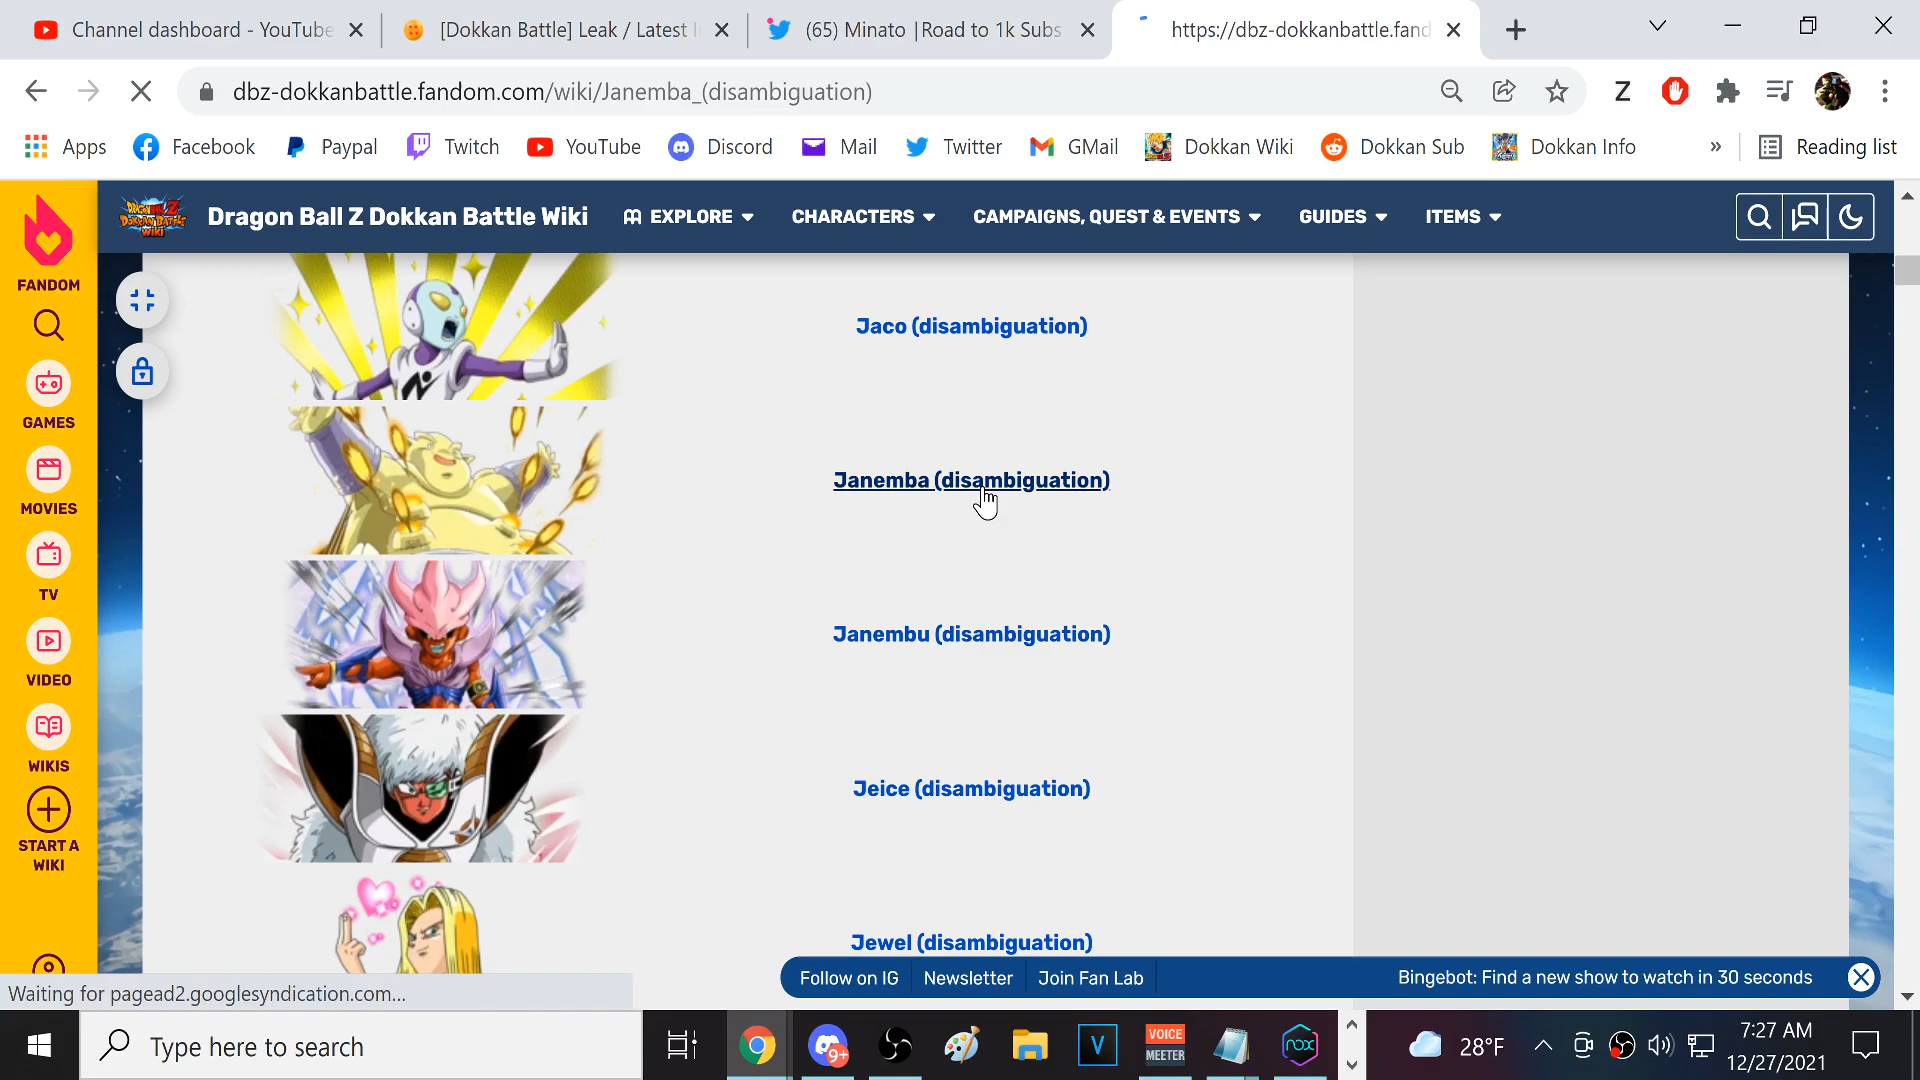 Channel dashboard - YouTube
[Dokkan Battle] Leak / Latest I
(65) Minato |Road to 1k Subs
https://dbz-dokkanbattle.fand
dbz-dokkanbattle.fandom.com/wiki/Janemba_(disambiguation)
Z
Apps
Facebook
Paypal
Twitch
YouTube
Discord
Mail
Twitter
GMail
Dokkan Wiki
Dokkan Sub
Dokkan Info
»
Reading list
Dragon Ball Z Dokkan Battle Wiki
EXPLORE
CHARACTERS
CAMPAIGNS, QUEST & EVENTS
GUIDES
ITEMS
FANDOM
GAMES
MOVIES
TV
VIDEO
WIKIS
START A
WIKI
Jaco (disambiguation)
Janemba (disambiguation)
Janembu (disambiguation)
Jeice (disambiguation)
Jewel (disambiguation)
Follow on IG
Newsletter
Join Fan Lab
Bingebot: Find a new show to watch in 30 seconds
Waiting for pagead2.googlesyndication.com...
Type here to search
9+
V
VOICE
MEETER
nox
28°F
7:27 AM
12/27/2021